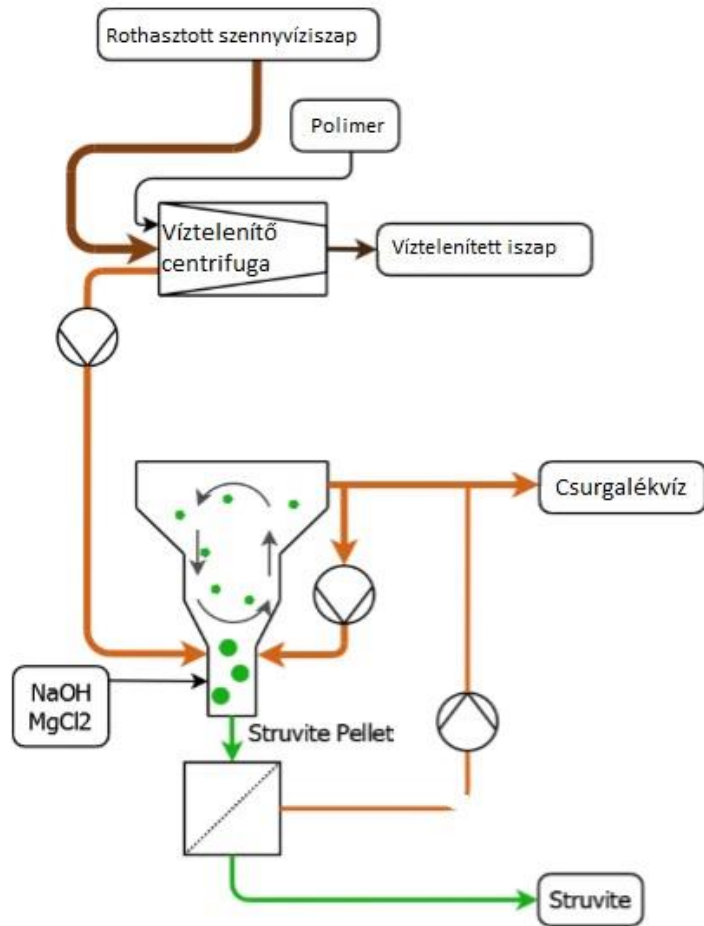 Rothasztott szennyvíziszap
Polimer
Víztelenítő
centrifuga
Víztelenített iszap
Csurgalékvíz
NaOH
MgCl2
Struvite Pellet
Struvite